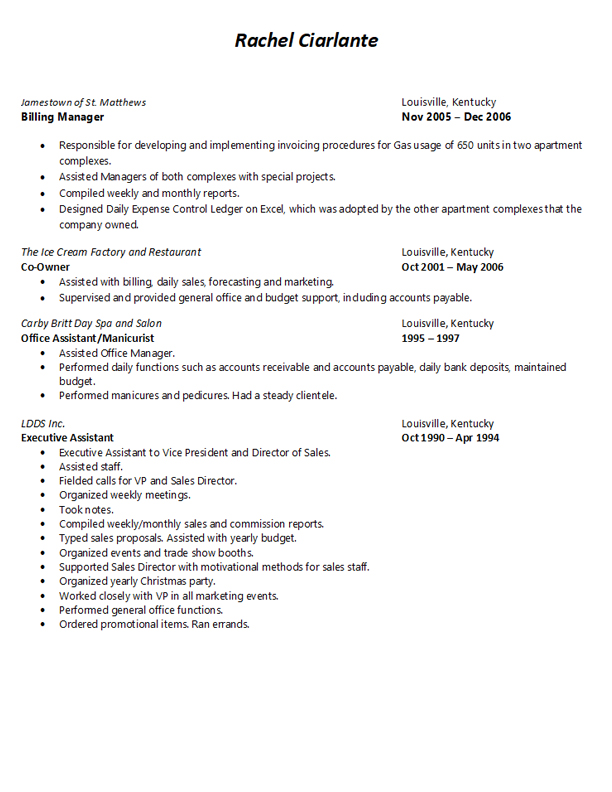 Rachel Ciarlante
Jamestown of St. Matthews Louisville, Kentucky
Billing Manager Nov 2005 – Dec 2006
• Responsible for developing and implementing invoicing procedures for Gas usage of 650 units in two apartment
complexes.
• Assisted Managers of both complexes with special projects.
• Compiled weekly and monthly reports.
• Designed Daily Expense Control Ledger on Excel, which was adopted by the other apartment complexes that the
company owned.
The Ice Cream Factory and Restaurant Louisville, Kentucky
Co-Owner Oct 2001 – May 2006
• Assisted with billing, daily sales, forecasting and marketing.
• Supervised and provided general office and budget support, including accounts payable.
Carby Britt Day Spa and Salon Louisville, Kentucky
Office Assistant/Manicurist 1995 – 1997
• Assisted Office Manager.
• Performed daily functions such as accounts receivable and accounts payable, daily bank deposits, maintained
budget.
• Performed manicures and pedicures. Had a steady clientele.
LDDS Inc. Louisville, Kentucky
Executive Assistant Oct 1990 – Apr 1994
• Executive Assistant to Vice President and Director of Sales.
• Assisted staff.
• Fielded calls for VP and Sales Director.
• Organized weekly meetings.
• Took notes.
• Compiled weekly/monthly sales and commission reports.
• Typed sales proposals. Assisted with yearly budget.
• Organized events and trade show booths.
• Supported Sales Director with motivational methods for sales staff.
• Organized yearly Christmas party.
• Worked closely with VP in all marketing events.
• Performed general office functions.
• Ordered promotional items. Ran errands.